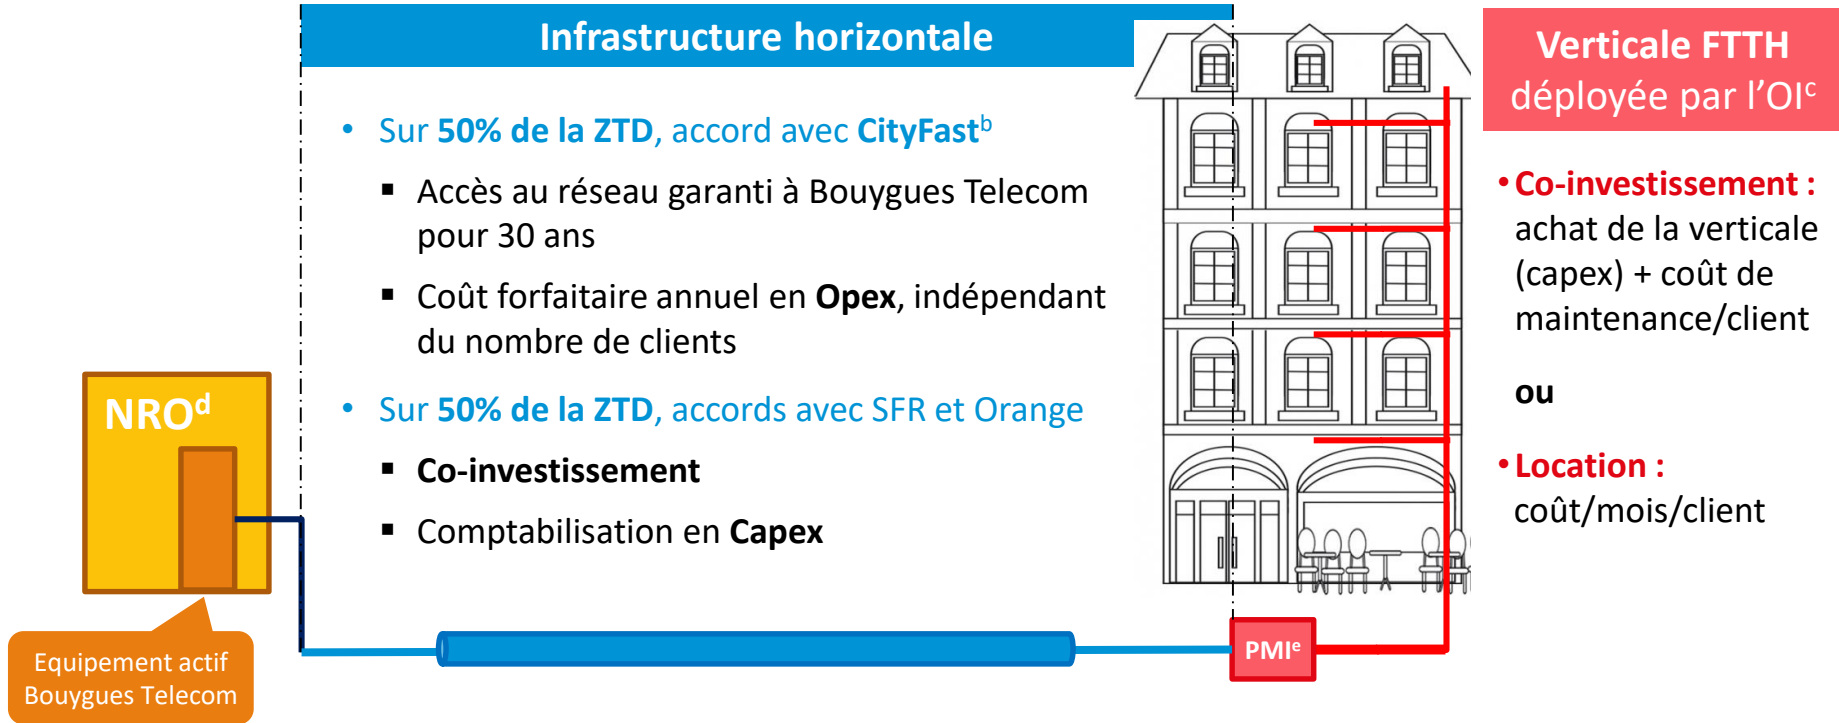 Infrastructure horizontale
• Sur 50% de la ZTD, accord avec CityFastᵇ
▪ Accès au réseau garanti à Bouygues Telecom
pour 30 ans
▪ Coût forfaitaire annuel en Opex, indépendant
du nombre de clients
• Sur 50% de la ZTD, accords avec SFR et Orange
▪ Co-investissement
▪ Comptabilisation en Capex
NROᵈ
Equipement actif
Bouygues Telecom
PMIᵉ
Verticale FTTH
déployée par l’OIᶜ
• Co-investissement :
achat de la verticale
(capex) + coût de
maintenance/client
ou
• Location :
coût/mois/client